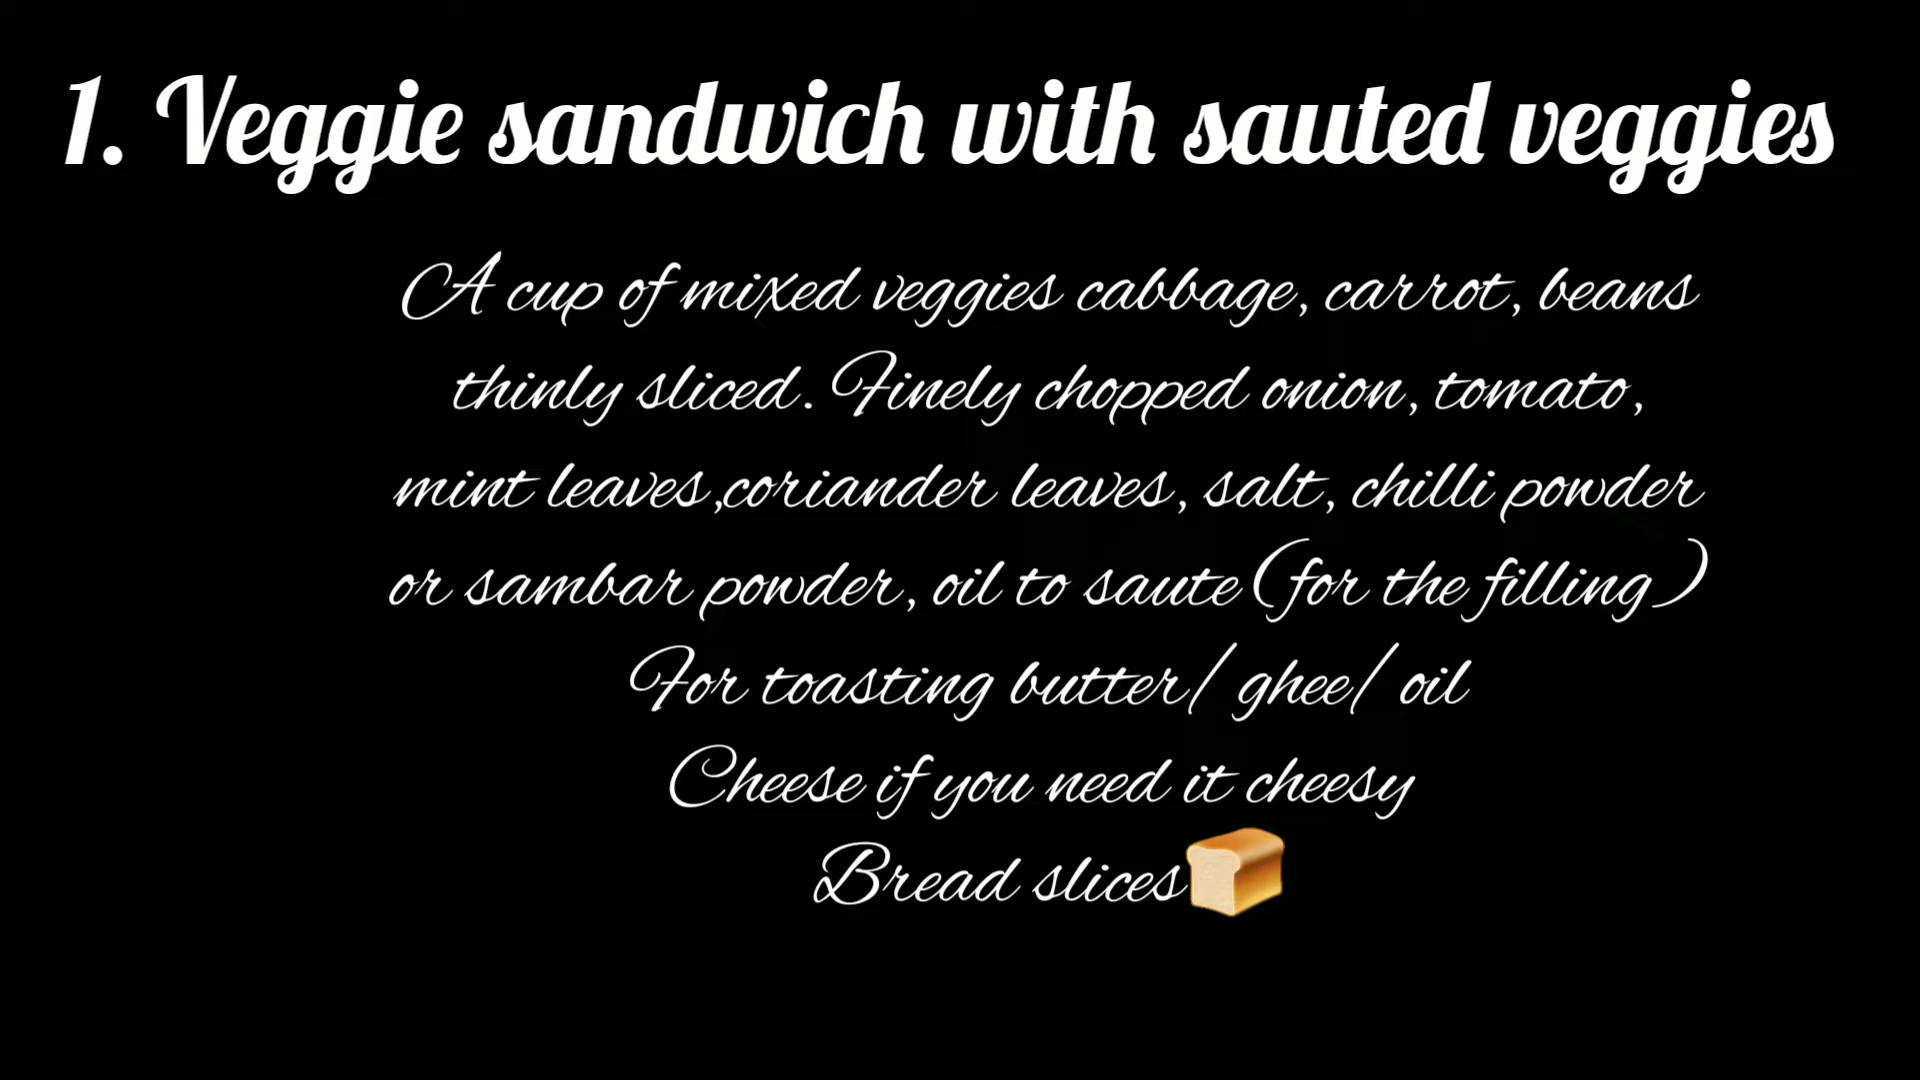 1. Veggie sandwich with sauted veggies
A cup of mixed veggies cabbage, carrot, beans
thinly sliced. Finely chopped onion, tomato,
mint leaves,coriander leaves, salt, chilli powder
or sambar powder, oil to saute (for the filling)
For toasting butter/ ghee/ oil
Cheese if you need it cheesy
Bread slices🍞